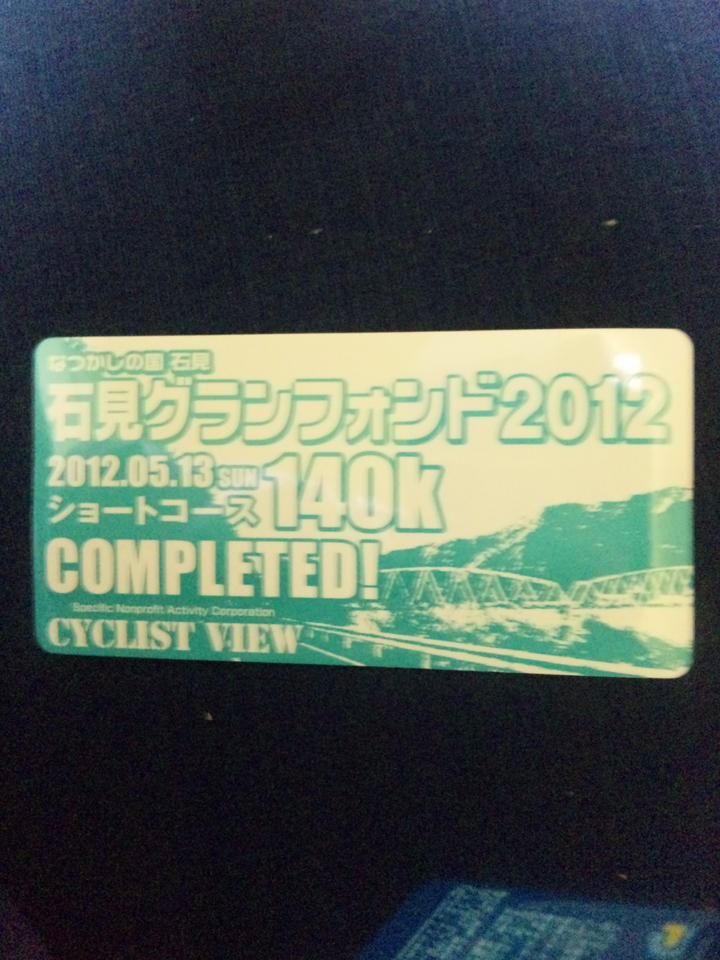 なつかしの国 石見
石見グランフォンド2012
2012.05.13 SUN 140k
ショートコース
COMPLETED!
Specific Nonprofit Activity Corporation
CYCLIST VIEW